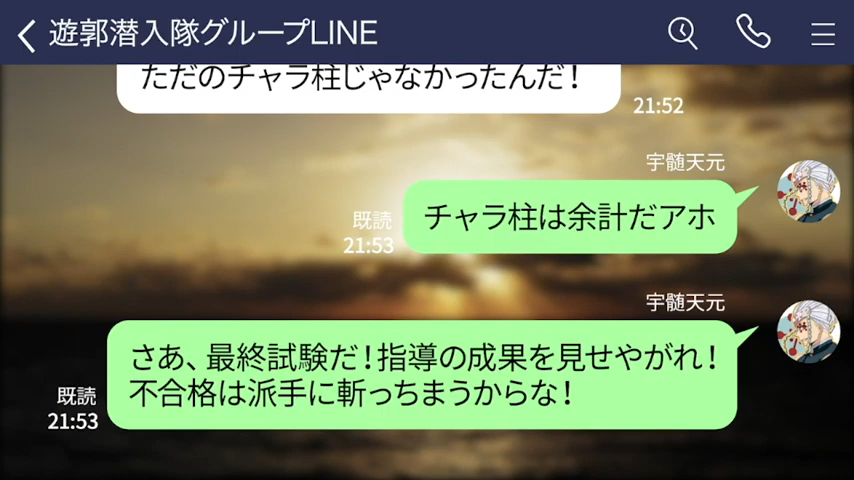 遊郭潜入隊グループLINE
ただのチャラ柱じゃなかったんだ！
21:52
宇髄天元
チャラ柱は余計だアホ
既読
21:53
宇髄天元
さあ、最終試験だ！指導の成果を見せやがれ！
不合格は派手に斬っちまうからな！
既読
21:53